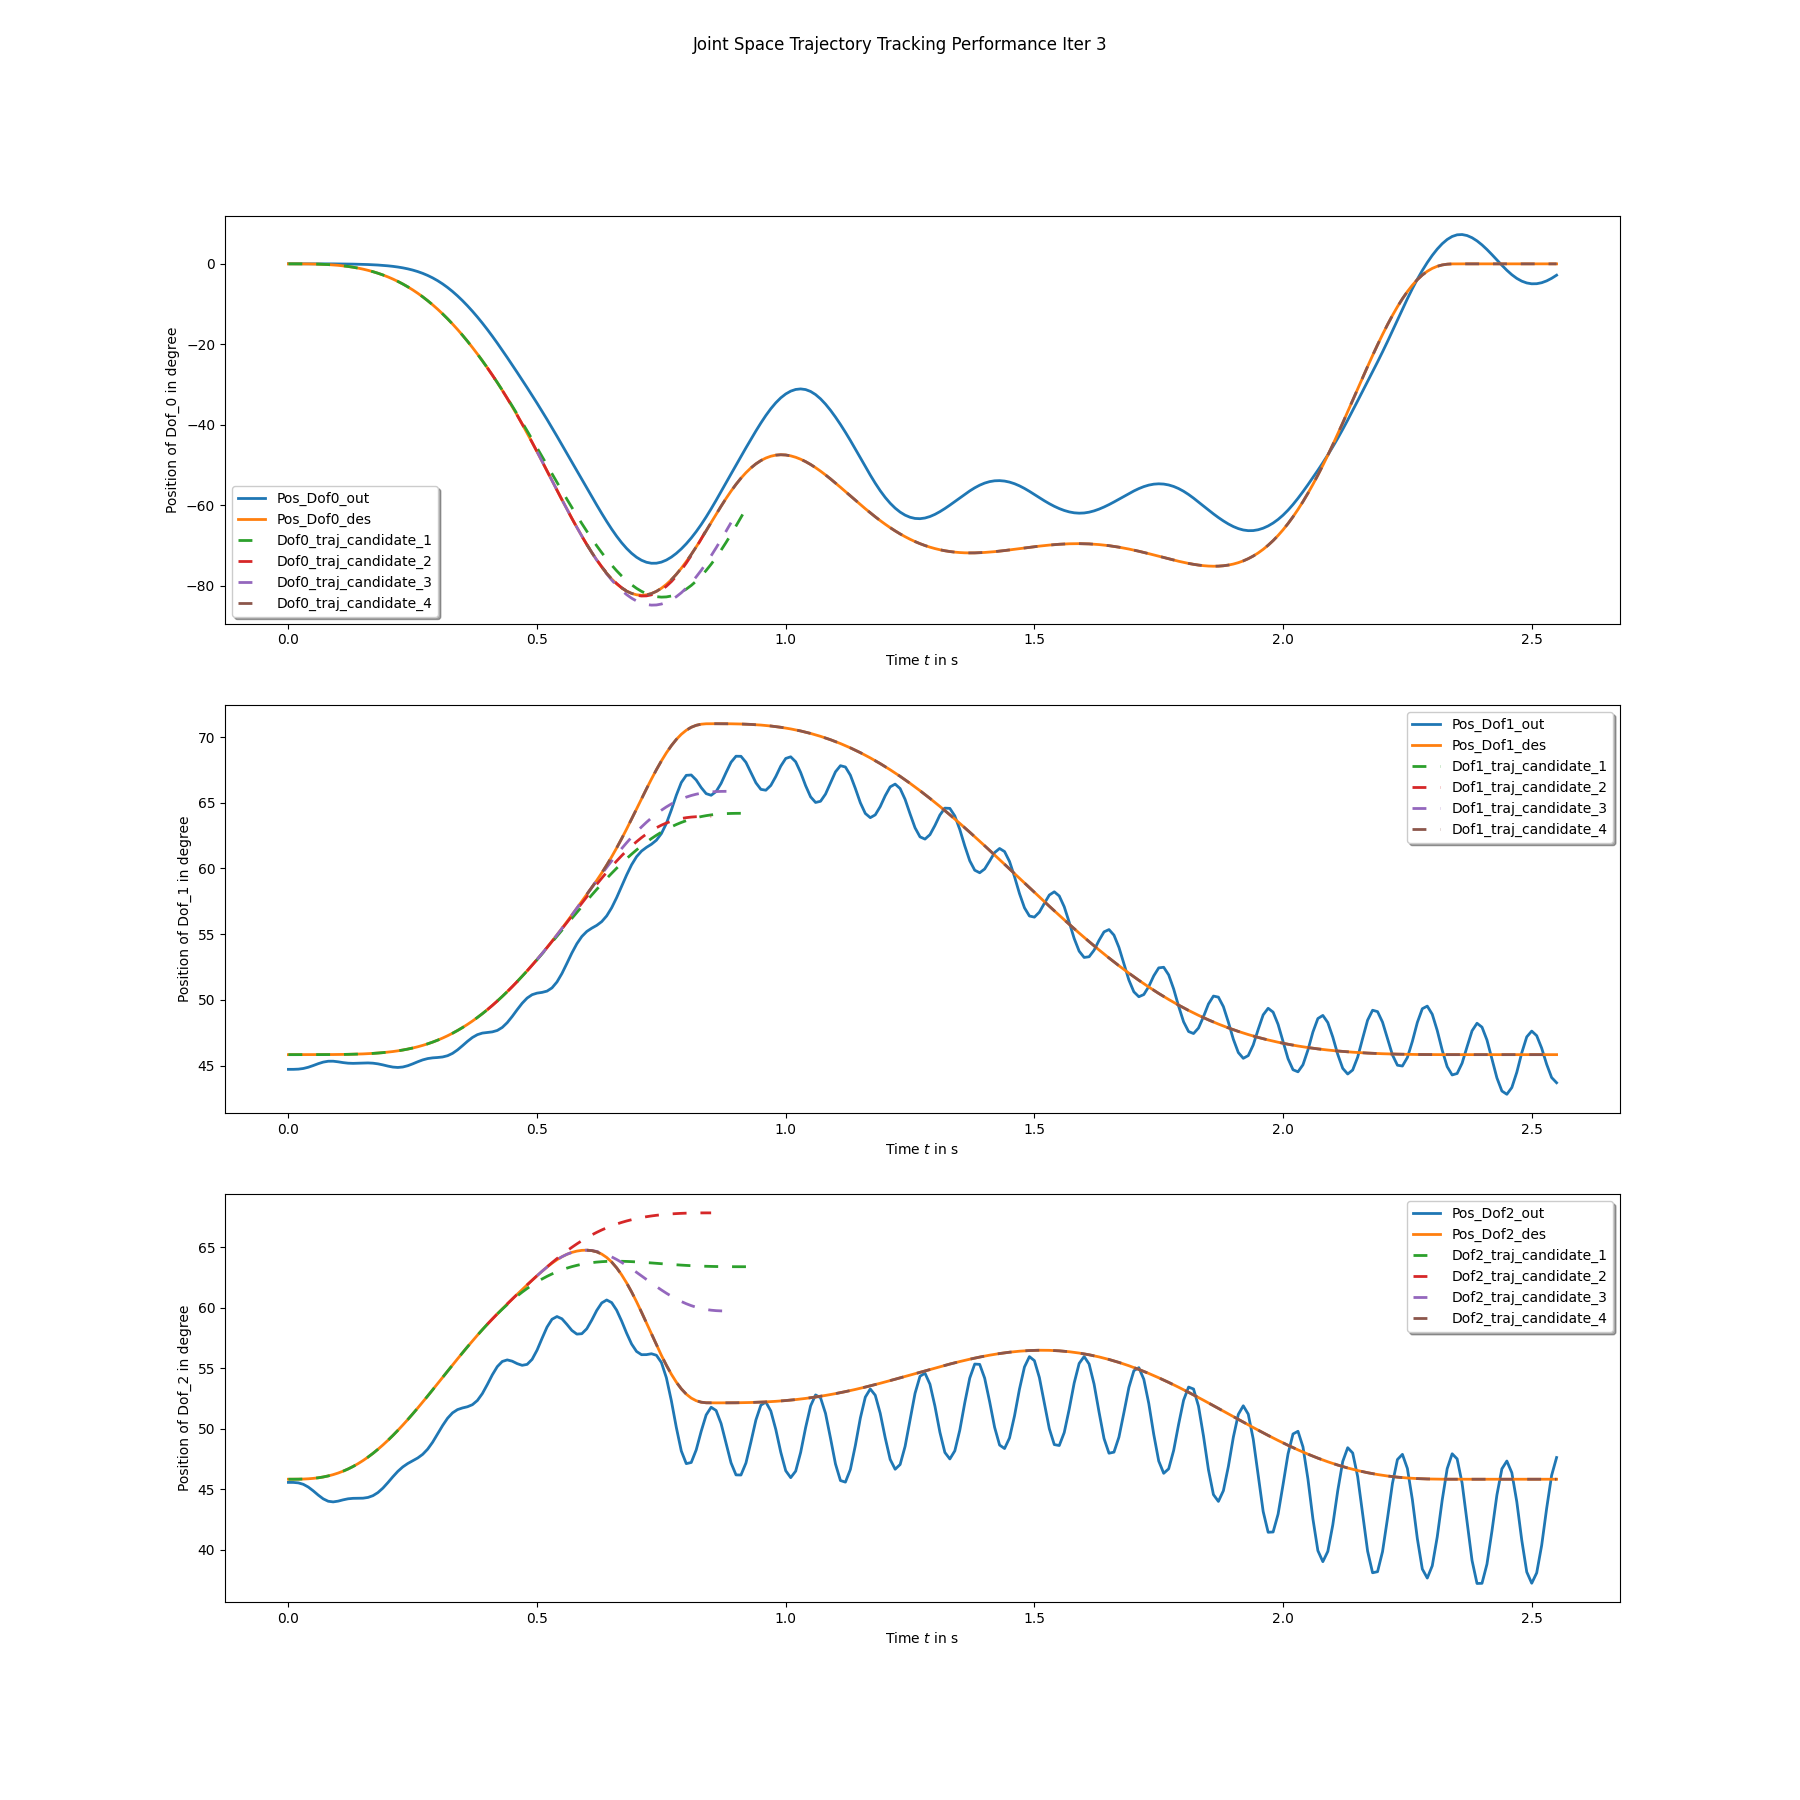 Joint Space Trajectory Tracking Performance Iter 3
Position of Dof_0 in degree
0
−20
−40
−60
−80
Pos_Dof0_out
Pos_Dof0_des
Dof0_traj_candidate_1
Dof0_traj_candidate_2
Dof0_traj_candidate_3
Dof0_traj_candidate_4
0.0 0.5 1.0 1.5 2.0 2.5
Time t in s
Position of Dof_1 in degree
70
65
60
55
50
45
Pos_Dof1_out
Pos_Dof1_des
Dof1_traj_candidate_1
Dof1_traj_candidate_2
Dof1_traj_candidate_3
Dof1_traj_candidate_4
0.0 0.5 1.0 1.5 2.0 2.5
Time t in s
Position of Dof_2 in degree
65
60
55
50
45
40
Pos_Dof2_out
Pos_Dof2_des
Dof2_traj_candidate_1
Dof2_traj_candidate_2
Dof2_traj_candidate_3
Dof2_traj_candidate_4
0.0 0.5 1.0 1.5 2.0 2.5
Time t in s